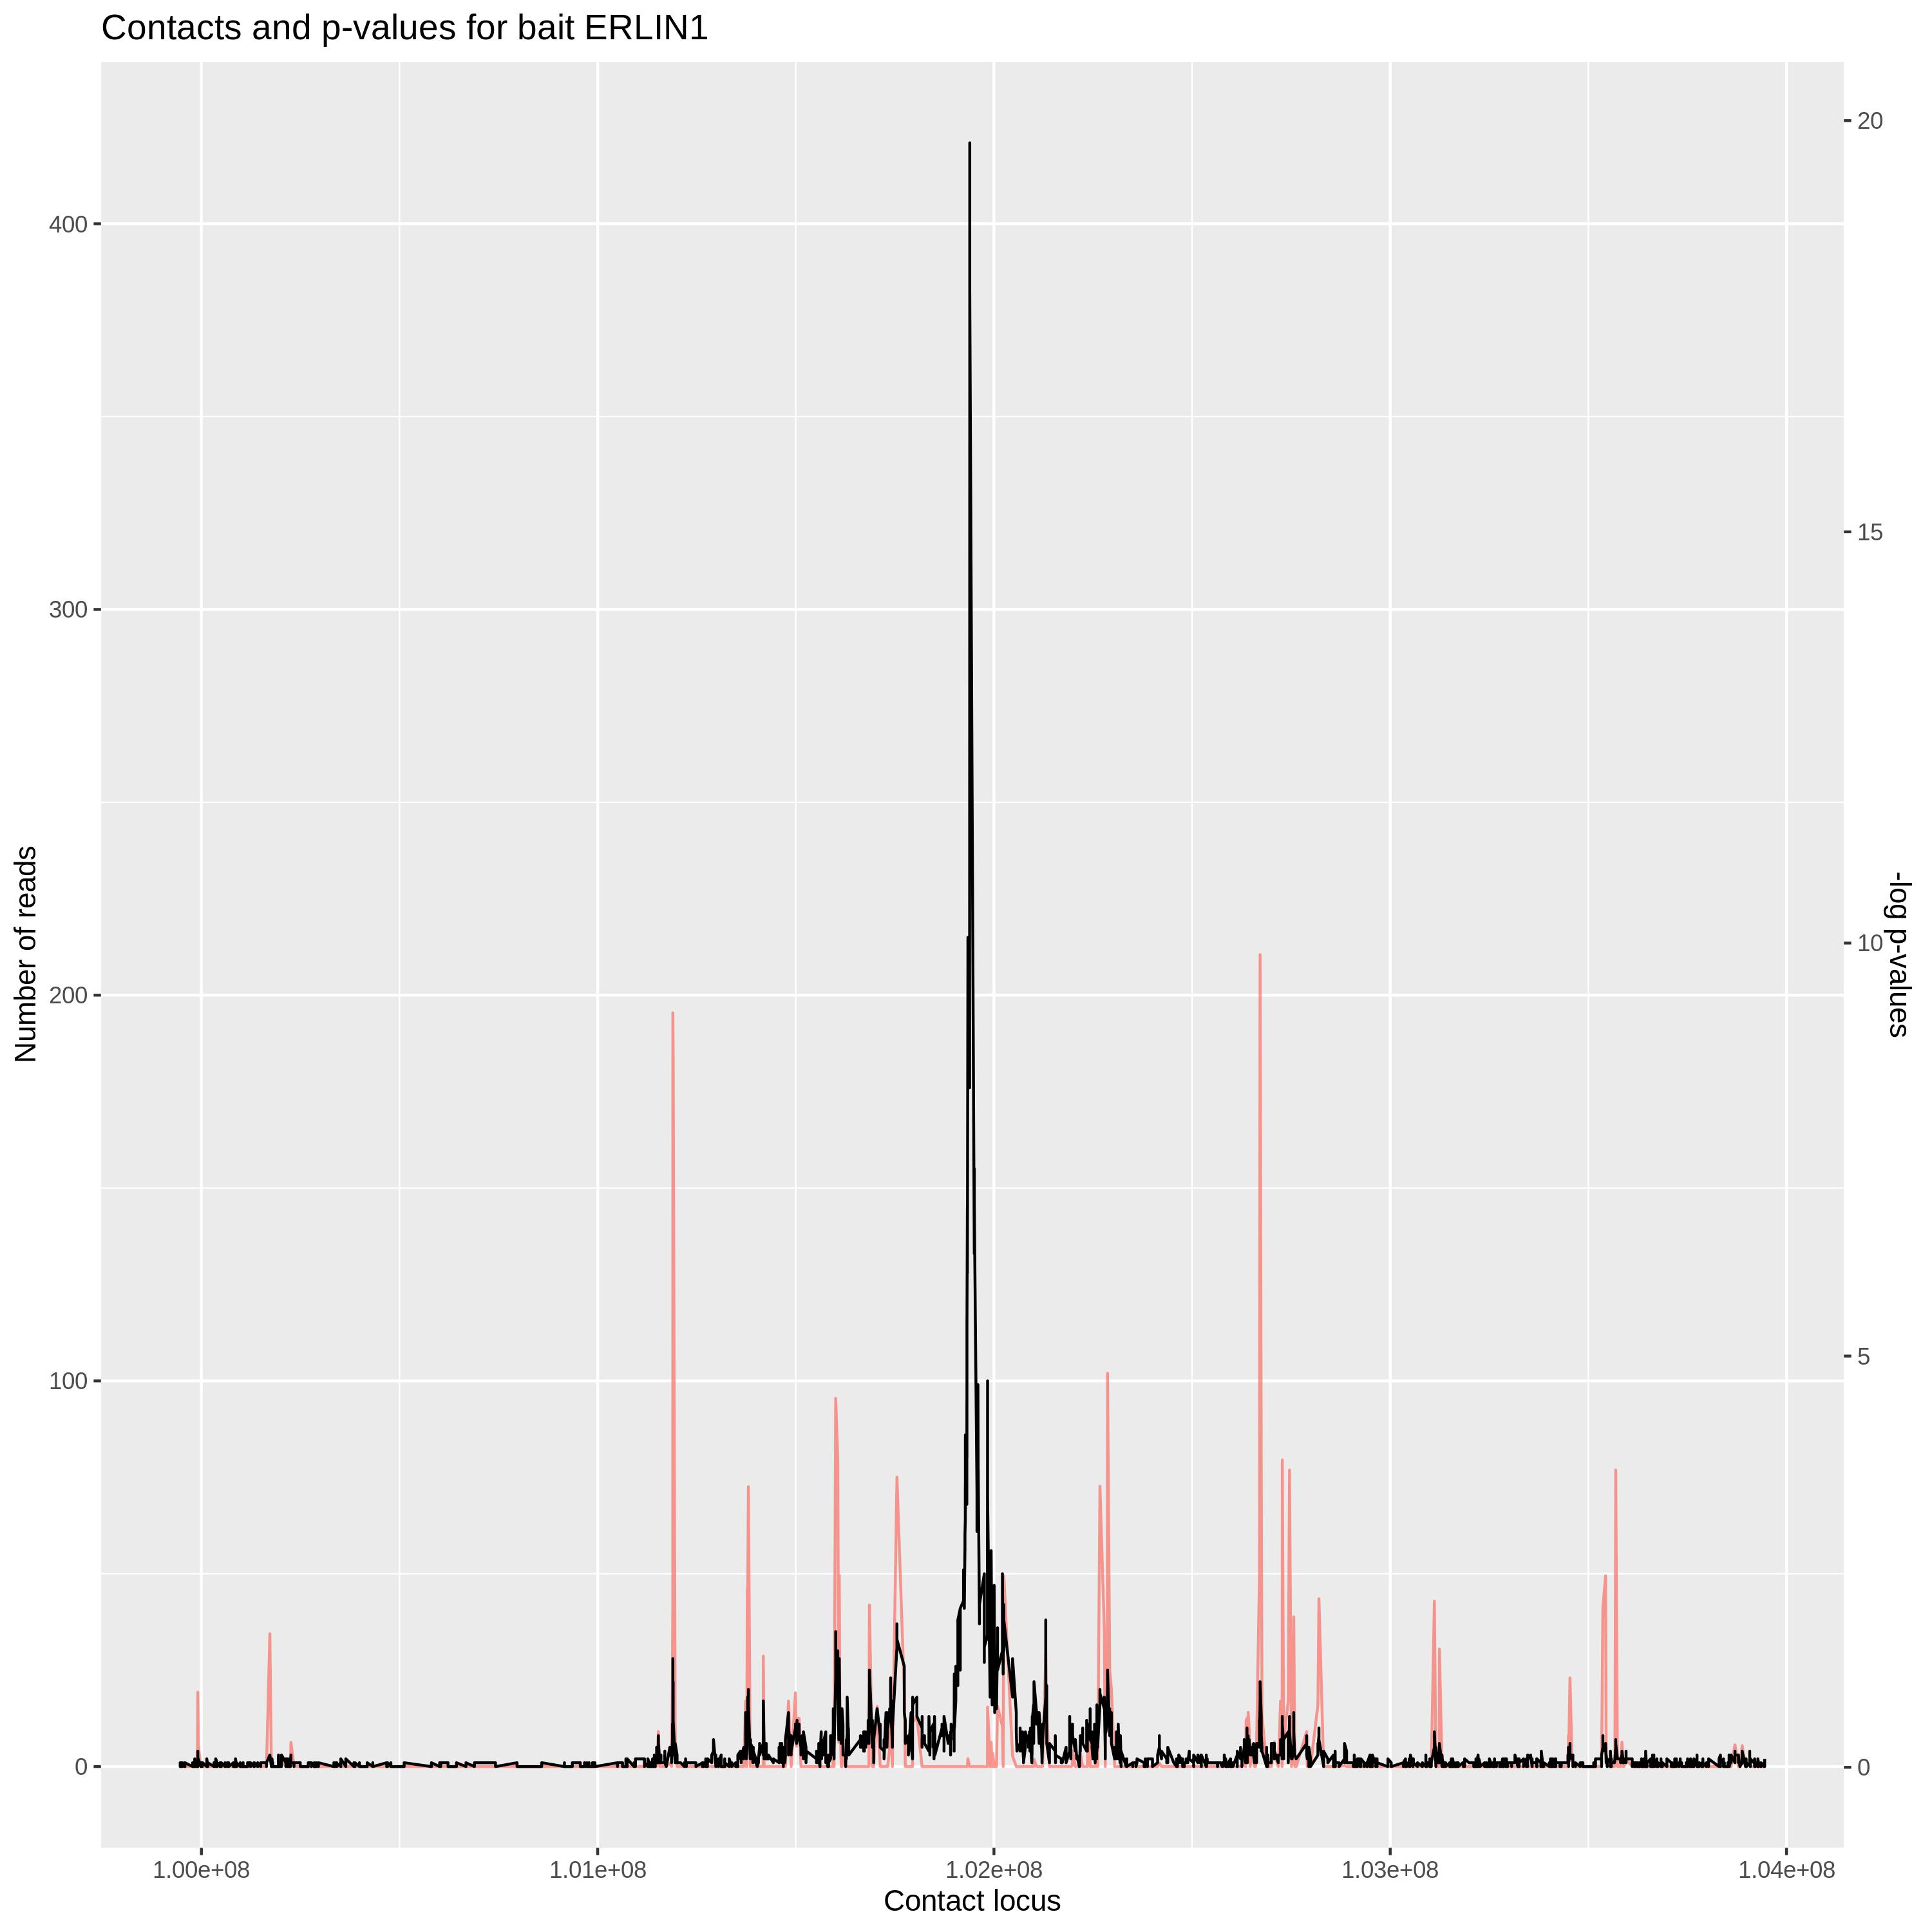 Contacts and p-values for bait ERLIN1
400
300
200
100
0
Number of reads
20
15
10
5
0
-log p-values
1.00e+08 1.01e+08 1.02e+08 1.03e+08 1.04e+08
Contact locus